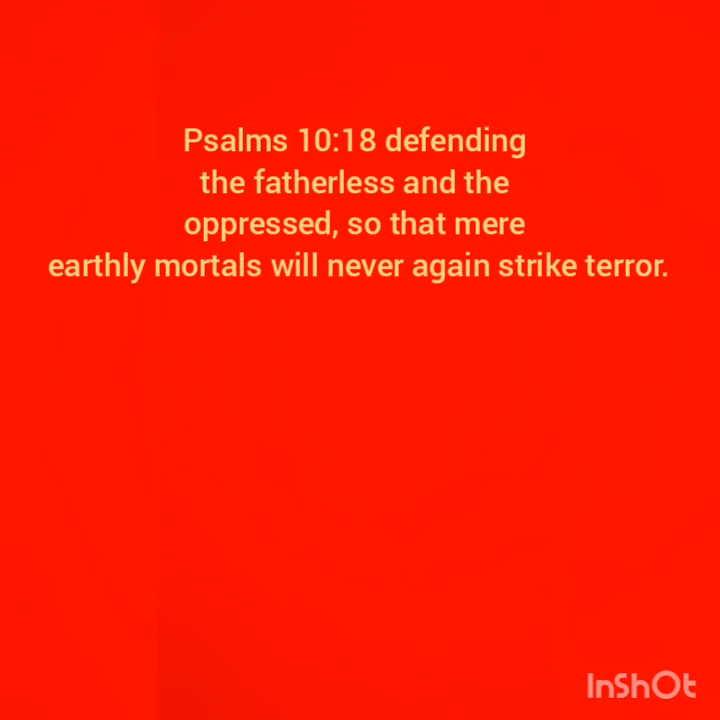 Psalms 10:18 defending
the fatherless and the
oppressed, so that mere
earthly mortals will never again strike terror.
InShOt